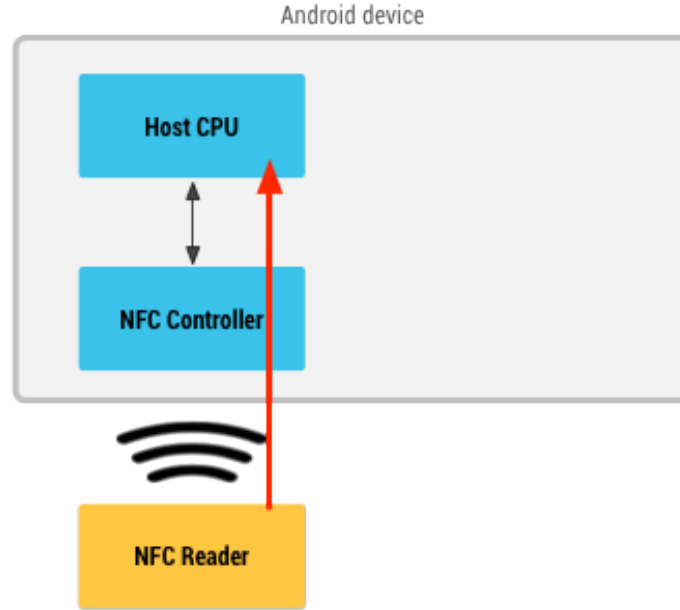 Android device
Host CPU
NFC Controller
NFC Reader